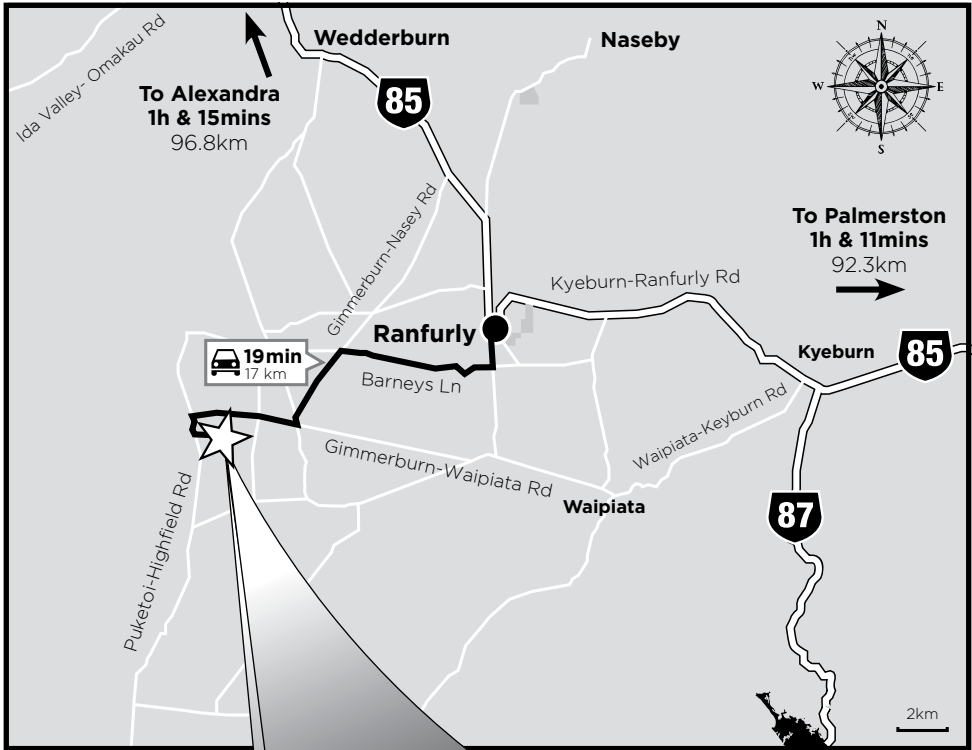 Ida Valley- Omakau Rd
Wedderburn
Naseby
N
W
E
S
85
To Alexandra
1h & 15mins
96.8km
Gimmerburn-Nasey Rd
To Palmerston
1h & 11mins
92.3km
Kyeburn-Ranfurly Rd
Ranfurly
Kyeburn
85
19min
17 km
Barneys Ln
Waipiata-Keyburn Rd
Gimmerburn-Waipiata Rd
Waipiata
87
Puketoi-Highfield Rd
2km